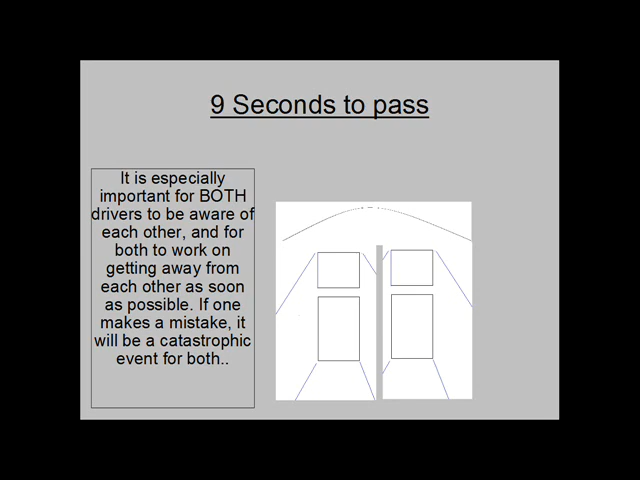 9 Seconds to pass
It is especially
important for BOTH
drivers to be aware of
each other, and for
both to work on
getting away from
each other as soon
as possible. If one
makes a mistake, it
will be a catastrophic
event for both..